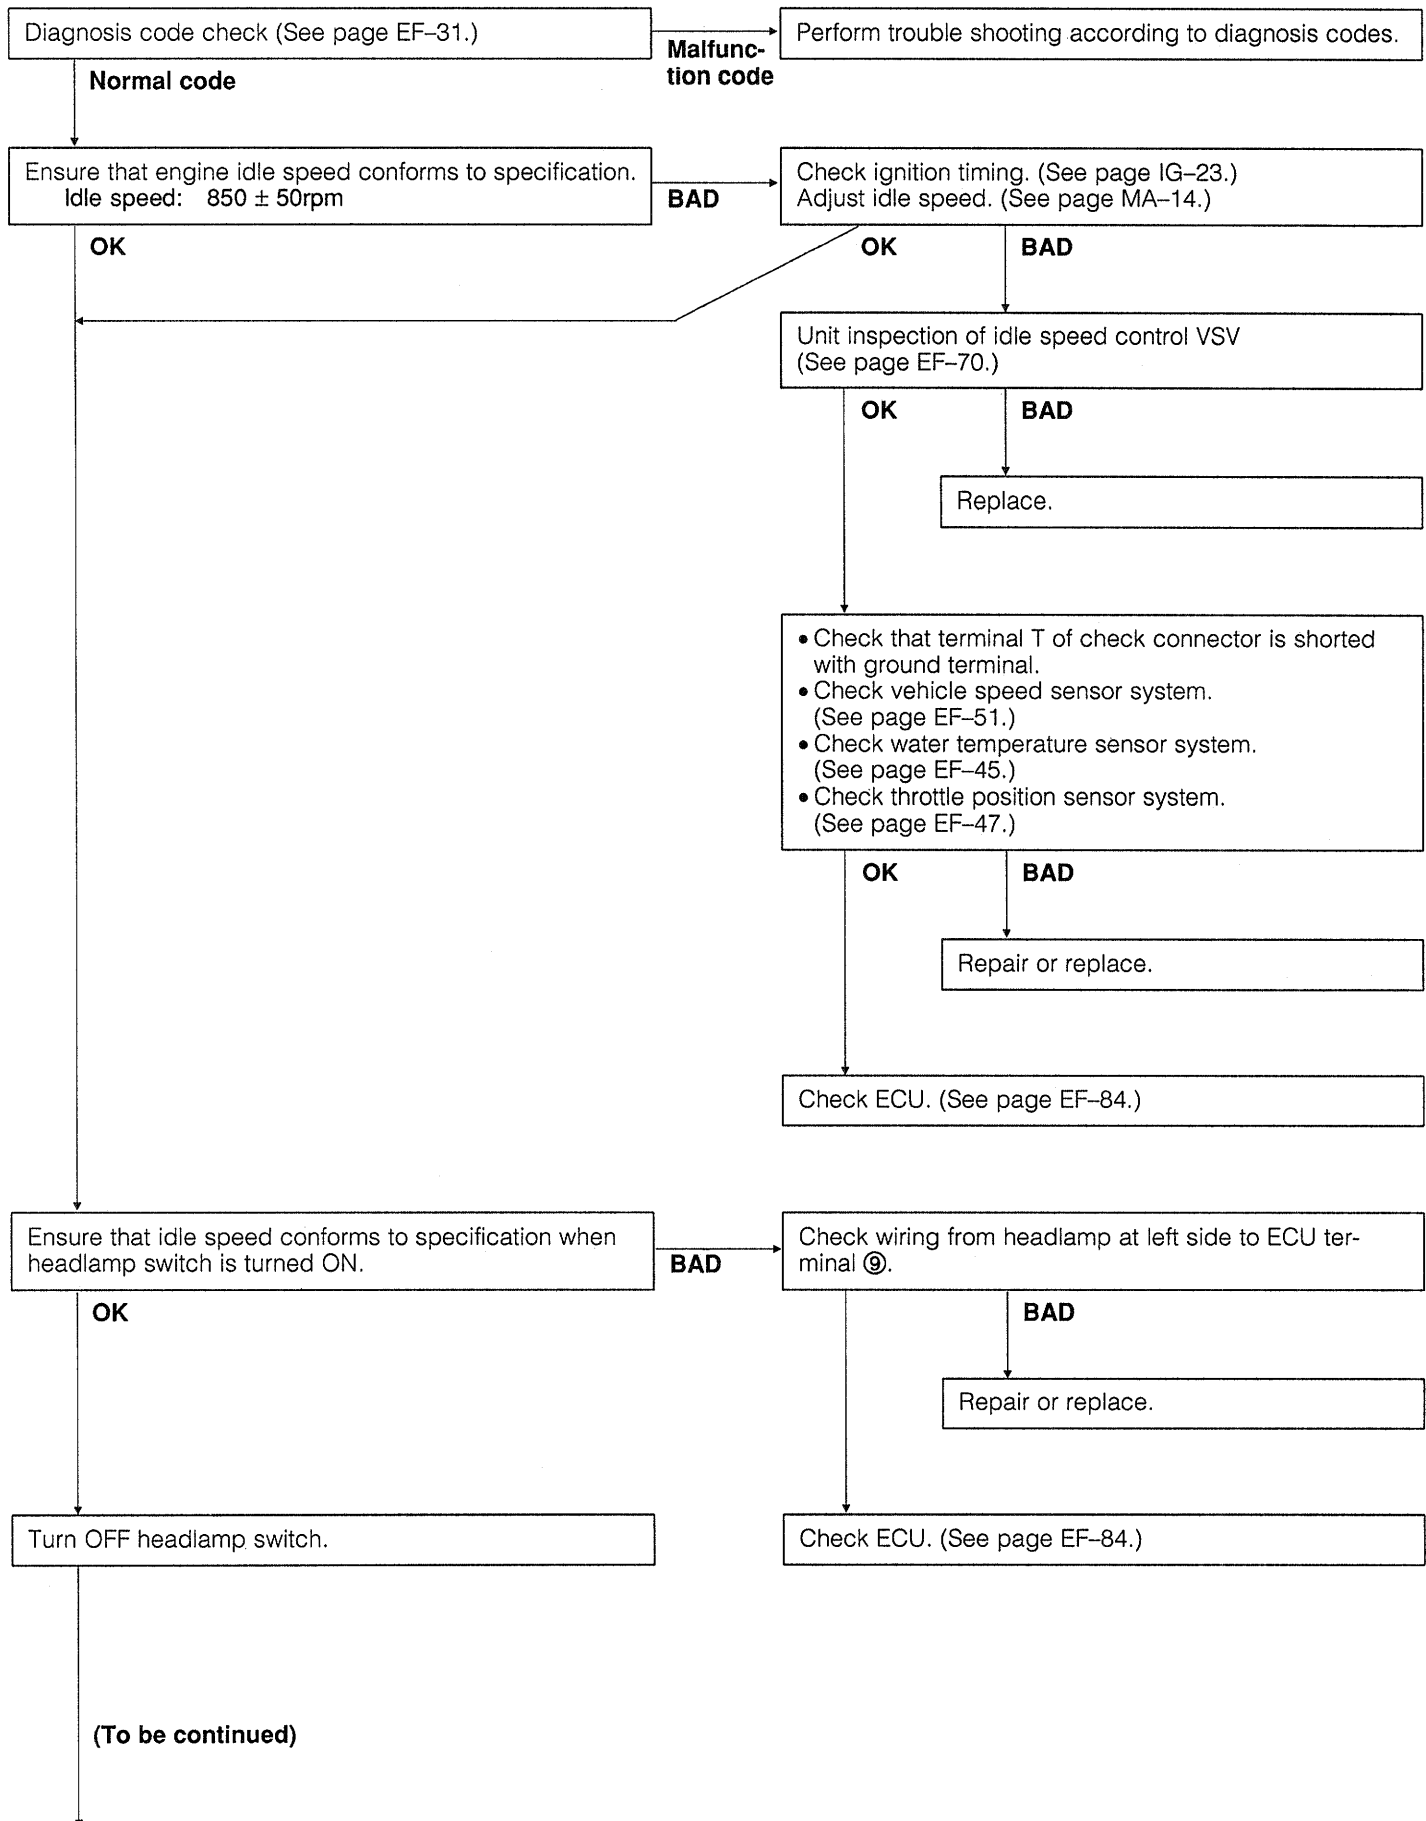 Diagnosis code check (See page EF–31.)
Malfunc-
tion code
Perform trouble shooting according to diagnosis codes.
Normal code
Ensure that engine idle speed conforms to specification.
Idle speed: 850 ± 50rpm
BAD
Check ignition timing. (See page IG–23.)
Adjust idle speed. (See page MA–14.)
OK
OK
BAD
Unit inspection of idle speed control VSV
(See page EF–70.)
OK
BAD
Replace.
• Check that terminal T of check connector is shorted
with ground terminal.
• Check vehicle speed sensor system.
(See page EF–51.)
• Check water temperature sensor system.
(See page EF–45.)
• Check throttle position sensor system.
(See page EF–47.)
OK
BAD
Repair or replace.
Check ECU. (See page EF–84.)
Ensure that idle speed conforms to specification when
headlamp switch is turned ON.
BAD
Check wiring from headlamp at left side to ECU ter-
minal ⑨.
OK
BAD
Repair or replace.
Turn OFF headlamp switch.
Check ECU. (See page EF–84.)
(To be continued)